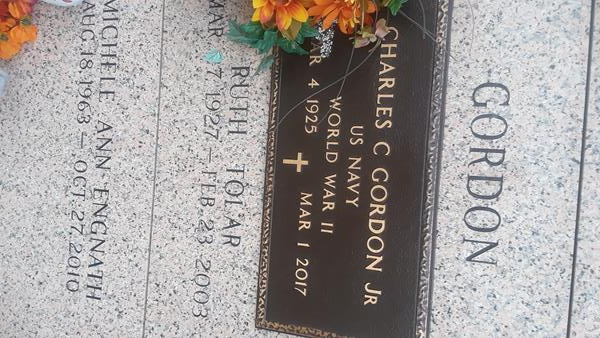 GORDON
CHARLES C GORDON JR
US NAVY
WORLD WAR II
4 1925 MAR 1 2017
RUTH TOLAR
MAR 7 1927 – FEB. 23 2003
MICHELE ANN ENGNATH
AUG. 18 1963 – OCT. 27 2010